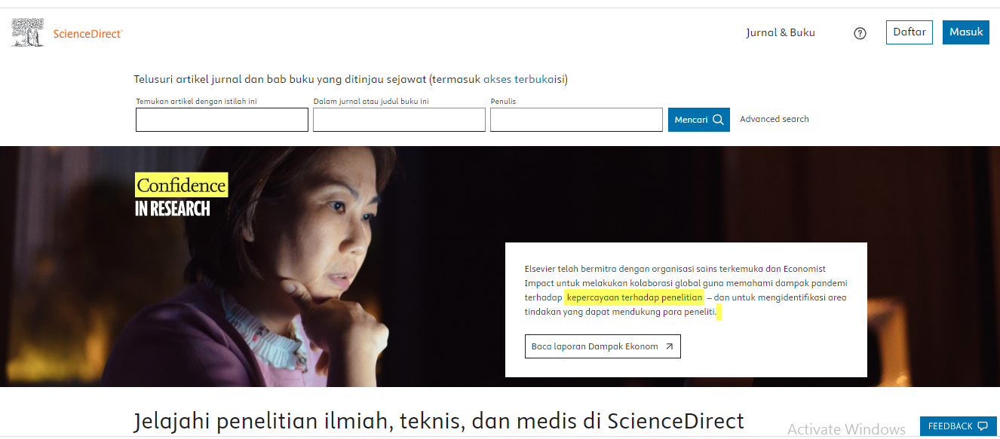 ScienceDirect
Jurnal & Buku
?
Daftar
Masuk
Telusuri artikel jurnal dan bab buku yang ditinjau sejawat (termasuk akses terbukaisi)
Temukan artikel dengan istilah ini
Dalam jurnal atau judul buku ini
Penulis
Mencari
Advanced search
Confidence
IN RESEARCH
Elsevier telah bermitra dengan organisasi sains terkemuka dan Economist
Impact untuk melakukan kolaborasi global guna memahami dampak pandemi
terhadap kepercayaan terhadap penelitian – dan untuk mengidentifikasi area
tindakan yang dapat mendukung para peneliti.
Baca laporan Dampak Ekonom
Jelajahi penelitian ilmiah, teknis, dan medis di ScienceDirect
Activate Windows
FEEDBACK